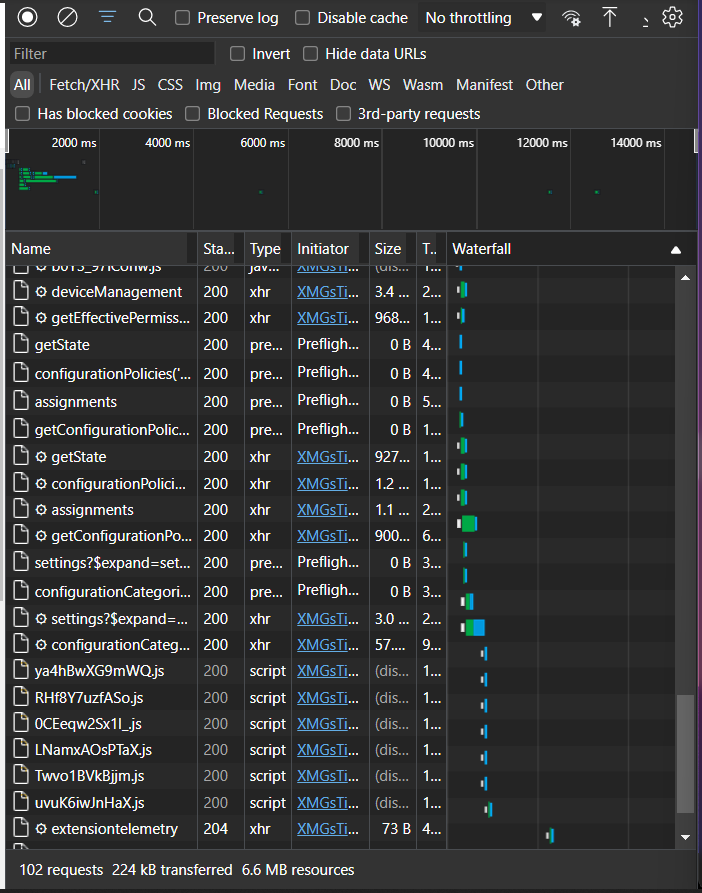 Preserve log Disable cache No throttling
Filter Invert Hide data URLs
All Fetch/XHR JS CSS Img Media Font Doc WS Wasm Manifest Other
Has blocked cookies Blocked Requests 3rd-party requests
2000 ms 4000 ms 6000 ms 8000 ms 10000 ms 12000 ms 14000 ms
Name Sta... Type Initiator Size T... Waterfall
200 jav... XMGsTi... (dis... 1...
deviceManagement 200 xhr XMGsTi... 3.4 ... 2...
getEffectivePermiss... 200 xhr XMGsTi... 968... 1...
getState 200 pre... Prefligh... 0 B 4...
configurationPolicies('... 200 pre... Prefligh... 0 B 4...
assignments 200 pre... Prefligh... 0 B 5...
getConfigurationPolic... 200 pre... Prefligh... 0 B 1...
getState 200 xhr XMGsTi... 927... 1...
configurationPolici... 200 xhr XMGsTi... 1.2 ... 1...
assignments 200 xhr XMGsTi... 1.1 ... 2...
getConfigurationPo... 200 xhr XMGsTi... 900... 6...
settings?$expand=set... 200 pre... Prefligh... 0 B 3...
configurationCategori... 200 pre... Prefligh... 0 B 3...
settings?$expand=... 200 xhr XMGsTi... 3.0 ... 2...
configurationCateg... 200 xhr XMGsTi... 57.... 9...
ya4hBwXG9mWQ.js 200 script XMGsTi... (dis... 1...
RHf8Y7uzfASo.js 200 script XMGsTi... (dis... 1...
0CEeqw2Sx1I_.js 200 script XMGsTi... (dis... 1...
LNamxAOsPTaX.js 200 script XMGsTi... (dis... 1...
Twvo1BVkBjjm.js 200 script XMGsTi... (dis... 1...
uvuK6iwJnHaX.js 200 script XMGsTi... (dis... 1...
extensiontelemetry 204 xhr XMGsTi... 73 B 4...
102 requests 224 kB transferred 6.6 MB resources